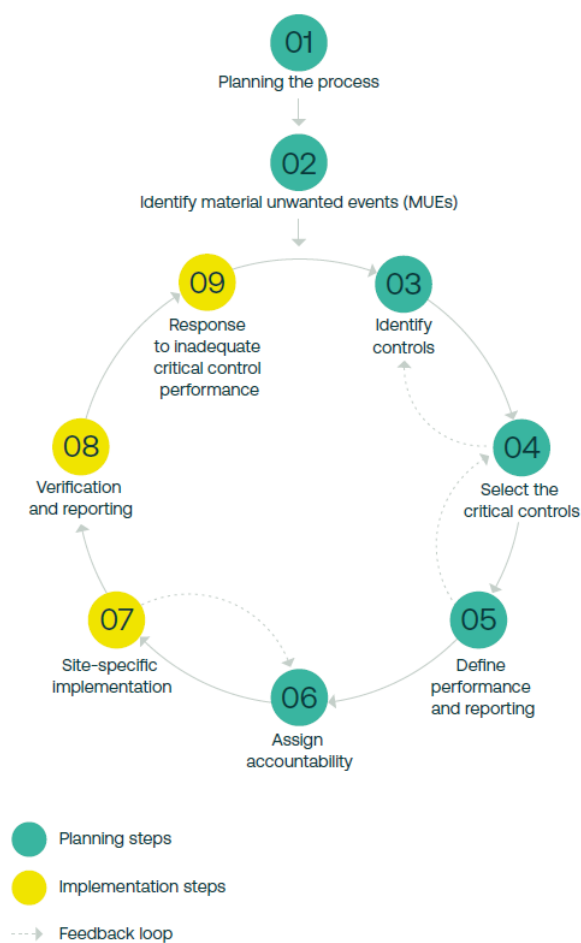 01
Planning the process
02
Identify material unwanted events (MUEs)
09
Response
to inadequate
critical control
performance
03
Identify
controls
08
Verification
and reporting
04
Select the
critical controls
07
Site-specific
implementation
05
Define
performance
and reporting
06
Assign
accountability
Planning steps
Implementation steps
Feedback loop